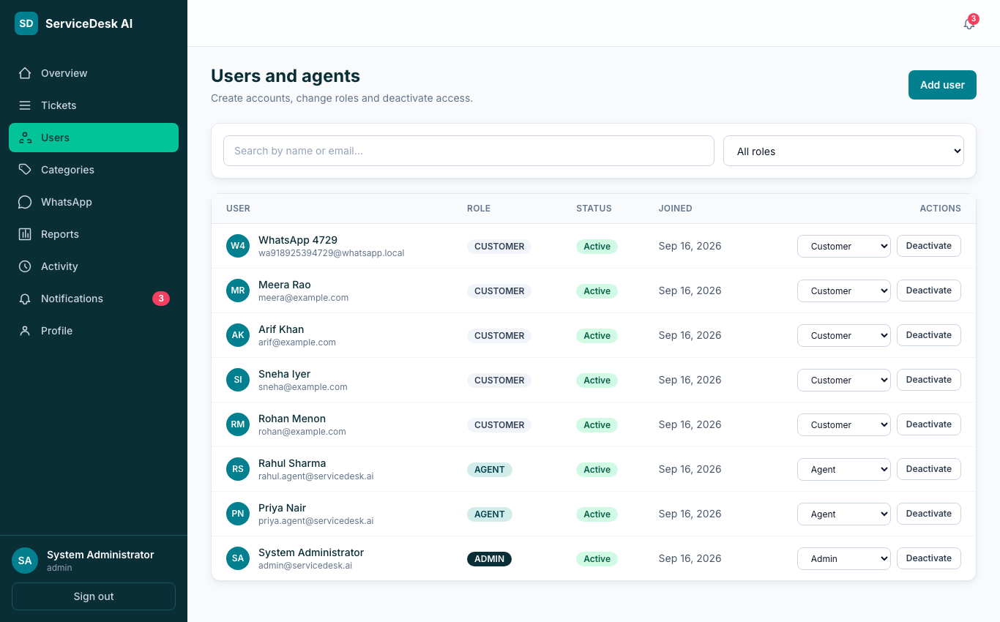 SD ServiceDesk AI
3
Overview
Tickets
Users
Categories
WhatsApp
Reports
Activity
Notifications 3
Profile
SA System Administrator
admin
Sign out
Users and agents
Create accounts, change roles and deactivate access.
Add user
Search by name or email...
All roles
USER ROLE STATUS JOINED ACTIONS
W4 WhatsApp 4729 CUSTOMER Active Sep 16, 2026 Customer Deactivate
wa918925394729@whatsapp.local
MR Meera Rao CUSTOMER Active Sep 16, 2026 Customer Deactivate
meera@example.com
AK Arif Khan CUSTOMER Active Sep 16, 2026 Customer Deactivate
arif@example.com
SI Sneha Iyer CUSTOMER Active Sep 16, 2026 Customer Deactivate
sneha@example.com
RM Rohan Menon CUSTOMER Active Sep 16, 2026 Customer Deactivate
rohan@example.com
RS Rahul Sharma AGENT Active Sep 16, 2026 Agent Deactivate
rahul.agent@servicedesk.ai
PN Priya Nair AGENT Active Sep 16, 2026 Agent Deactivate
priya.agent@servicedesk.ai
SA System Administrator ADMIN Active Sep 16, 2026 Admin Deactivate
admin@servicedesk.ai